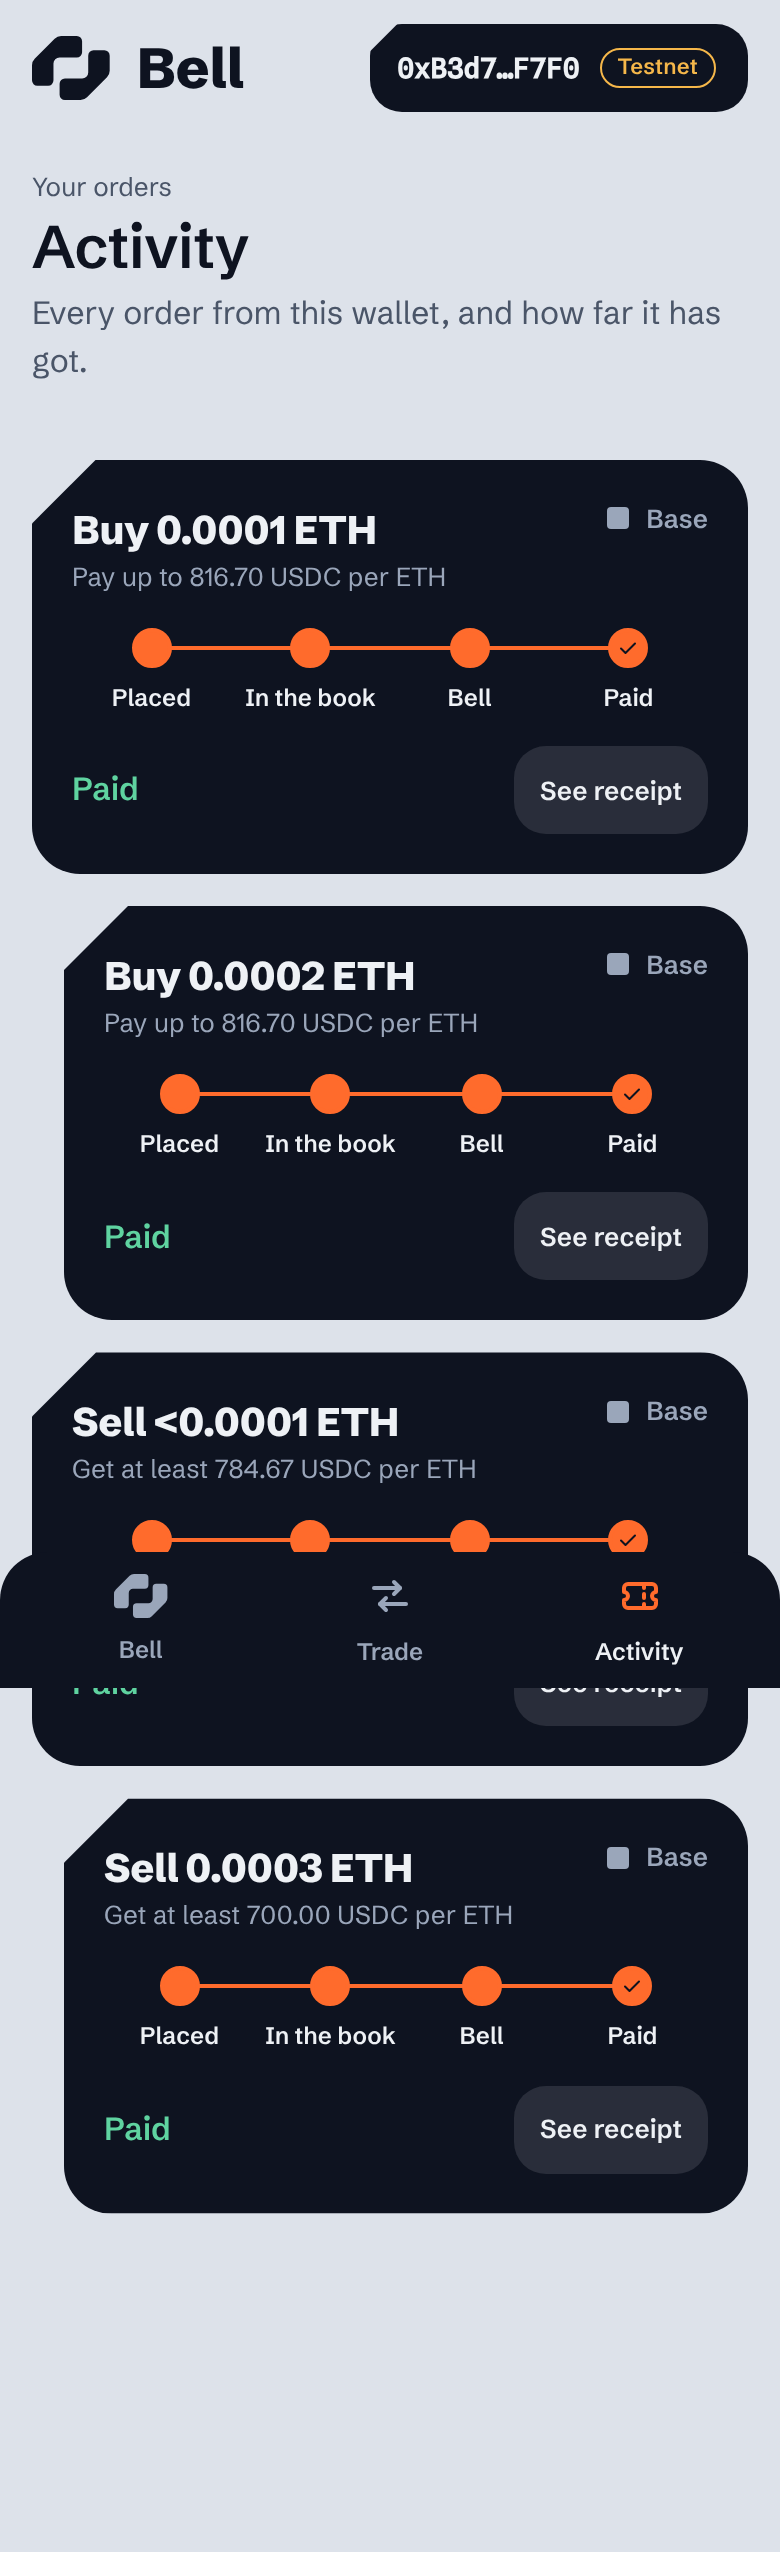 Bell
0xB3d7…F7F0 Testnet
Your orders
Activity
Every order from this wallet, and how far it has
got.
Buy 0.0001 ETH
Base
Pay up to 816.70 USDC per ETH
Placed In the book Bell Paid
Paid
See receipt
Buy 0.0002 ETH
Base
Pay up to 816.70 USDC per ETH
Placed In the book Bell Paid
Paid
See receipt
Sell <0.0001 ETH
Base
Get at least 784.67 USDC per ETH
Bell Trade Activity
Paid
See receipt
Sell 0.0003 ETH
Base
Get at least 700.00 USDC per ETH
Placed In the book Bell Paid
Paid
See receipt